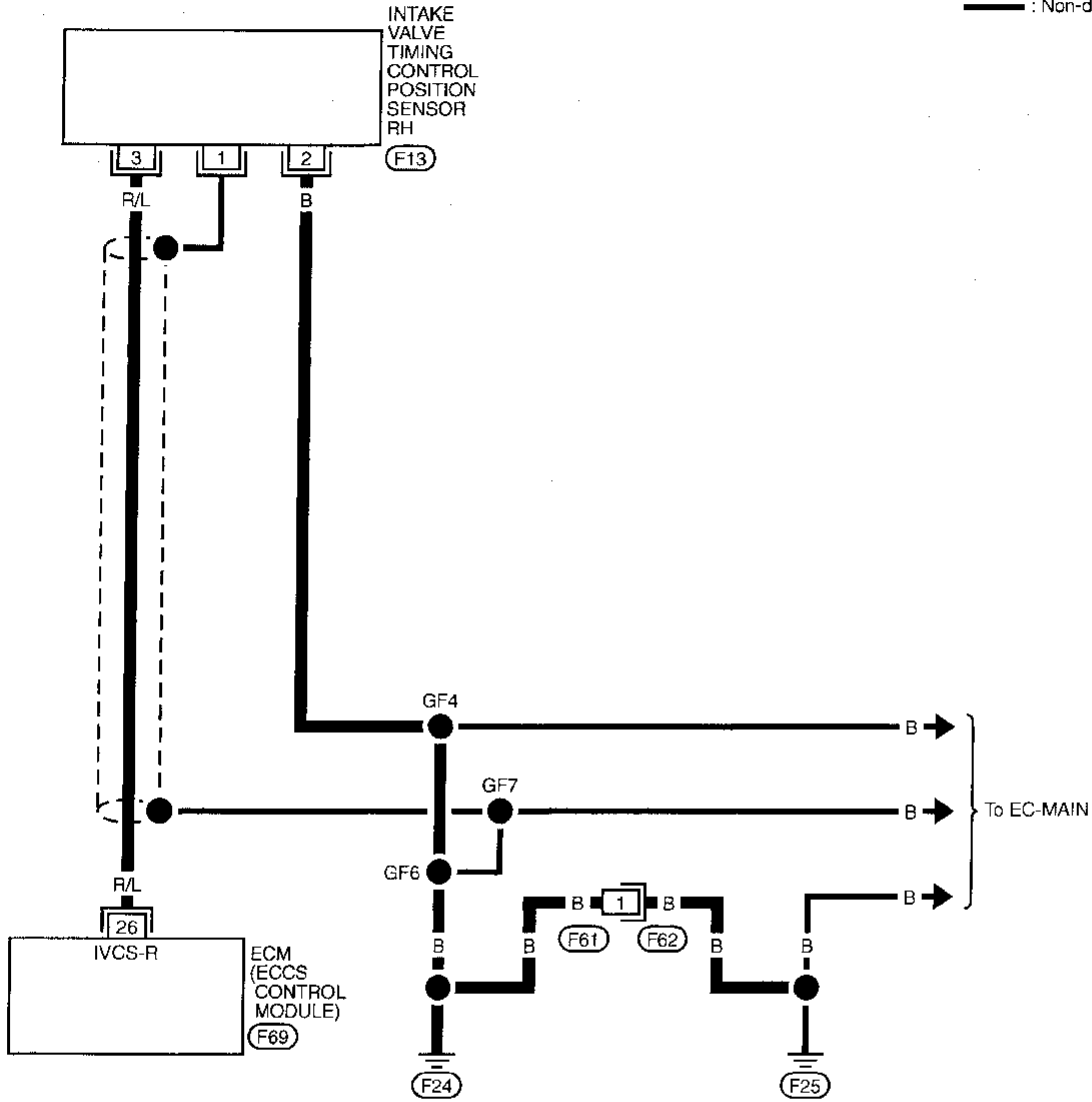 : Non-d
INTAKE
VALVE
TIMING
CONTROL
POSITION
SENSOR
RH
F13
3 1 2
R/L B
GF4
B
GF7
B
To EC-MAIN
GF6
R/L
B 1 B
B
F61 F62
26
IVCS-R
B B B B
ECM
(ECCS
CONTROL
MODULE)
F69
F24 F25